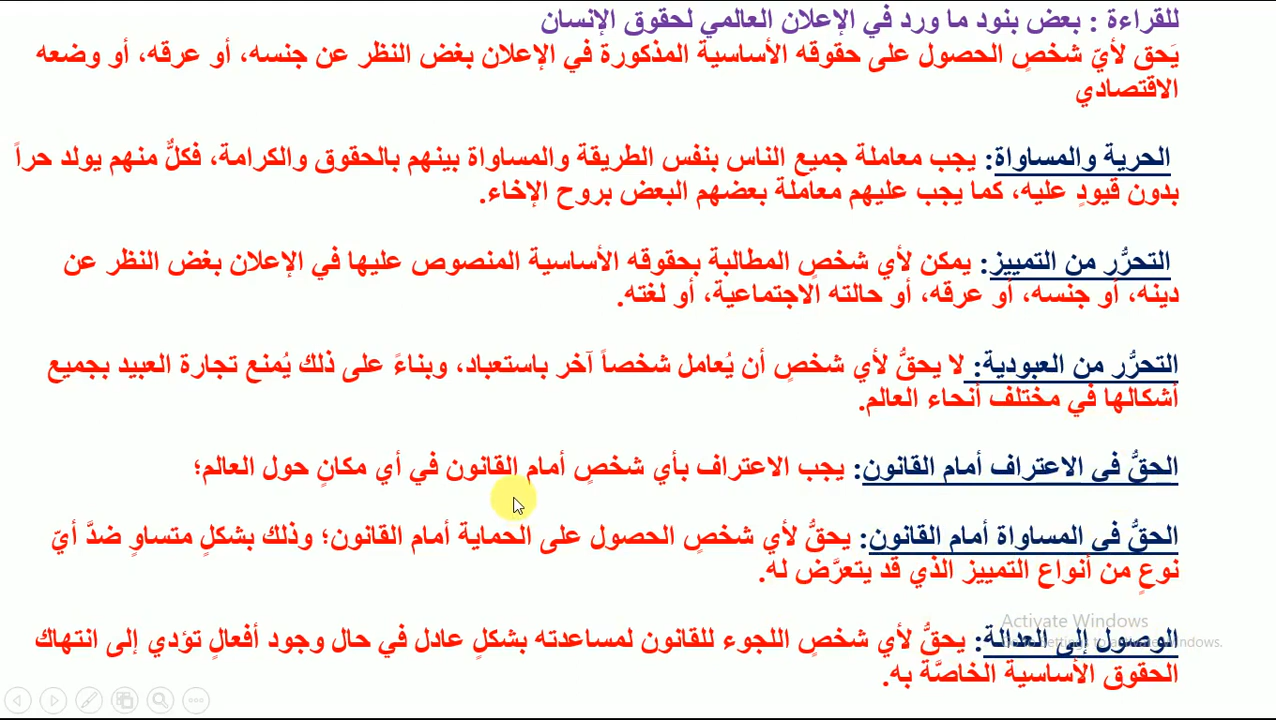 للقراءة : بعض بنود ما ورد في الإعلان العالمي لحقوق الإنسان
يَحق لأيّ شخصٍ الحصول على حقوقه الأساسية المذكورة في الإعلان بغض النظر عن جنسه، أو عرقه، أو وضعه
الاقتصادي
الحرية والمساواة: يجب معاملة جميع الناس بنفس الطريقة والمساواة بينهم بالحقوق والكرامة، فكلٌّ منهم يولد حراً
بدون قيودٍ عليه، كما يجب عليهم معاملة بعضهم البعض بروح الإخاء.
التحرُّر من التمييز: يمكن لأي شخصٍ المطالبة بحقوقه الأساسية المنصوص عليها في الإعلان بغض النظر عن
دينه، أو جنسه، أو عرقه، أو حالته الاجتماعية، أو لغته.
التحرُّر من العبودية: لا يحقُّ لأي شخصٍ أن يُعامل شخصاً آخر باستعباد، وبناءً على ذلك يُمنع تجارة العبيد بجميع
أشكالها في مختلف أنحاء العالم.
الحقُّ في الاعتراف أمام القانون: يجب الاعتراف بأي شخصٍ أمام القانون في أي مكانٍ حول العالم؛
الحقُّ في المساواة أمام القانون: يحقُّ لأي شخصٍ الحصول على الحماية أمام القانون؛ وذلك بشكلٍ متساوٍ ضدَّ أيّ
نوعٍ من أنواع التمييز الذي قد يتعرَّض له.
Activate Windows
الوصول إلى العدالة: يحقُّ لأي شخصٍ اللجوء للقانون لمساعدته بشكلٍ عادل في حال وجود أفعالٍ تؤدي إلى انتهاك
الحقوق الأساسية الخاصَّة به.